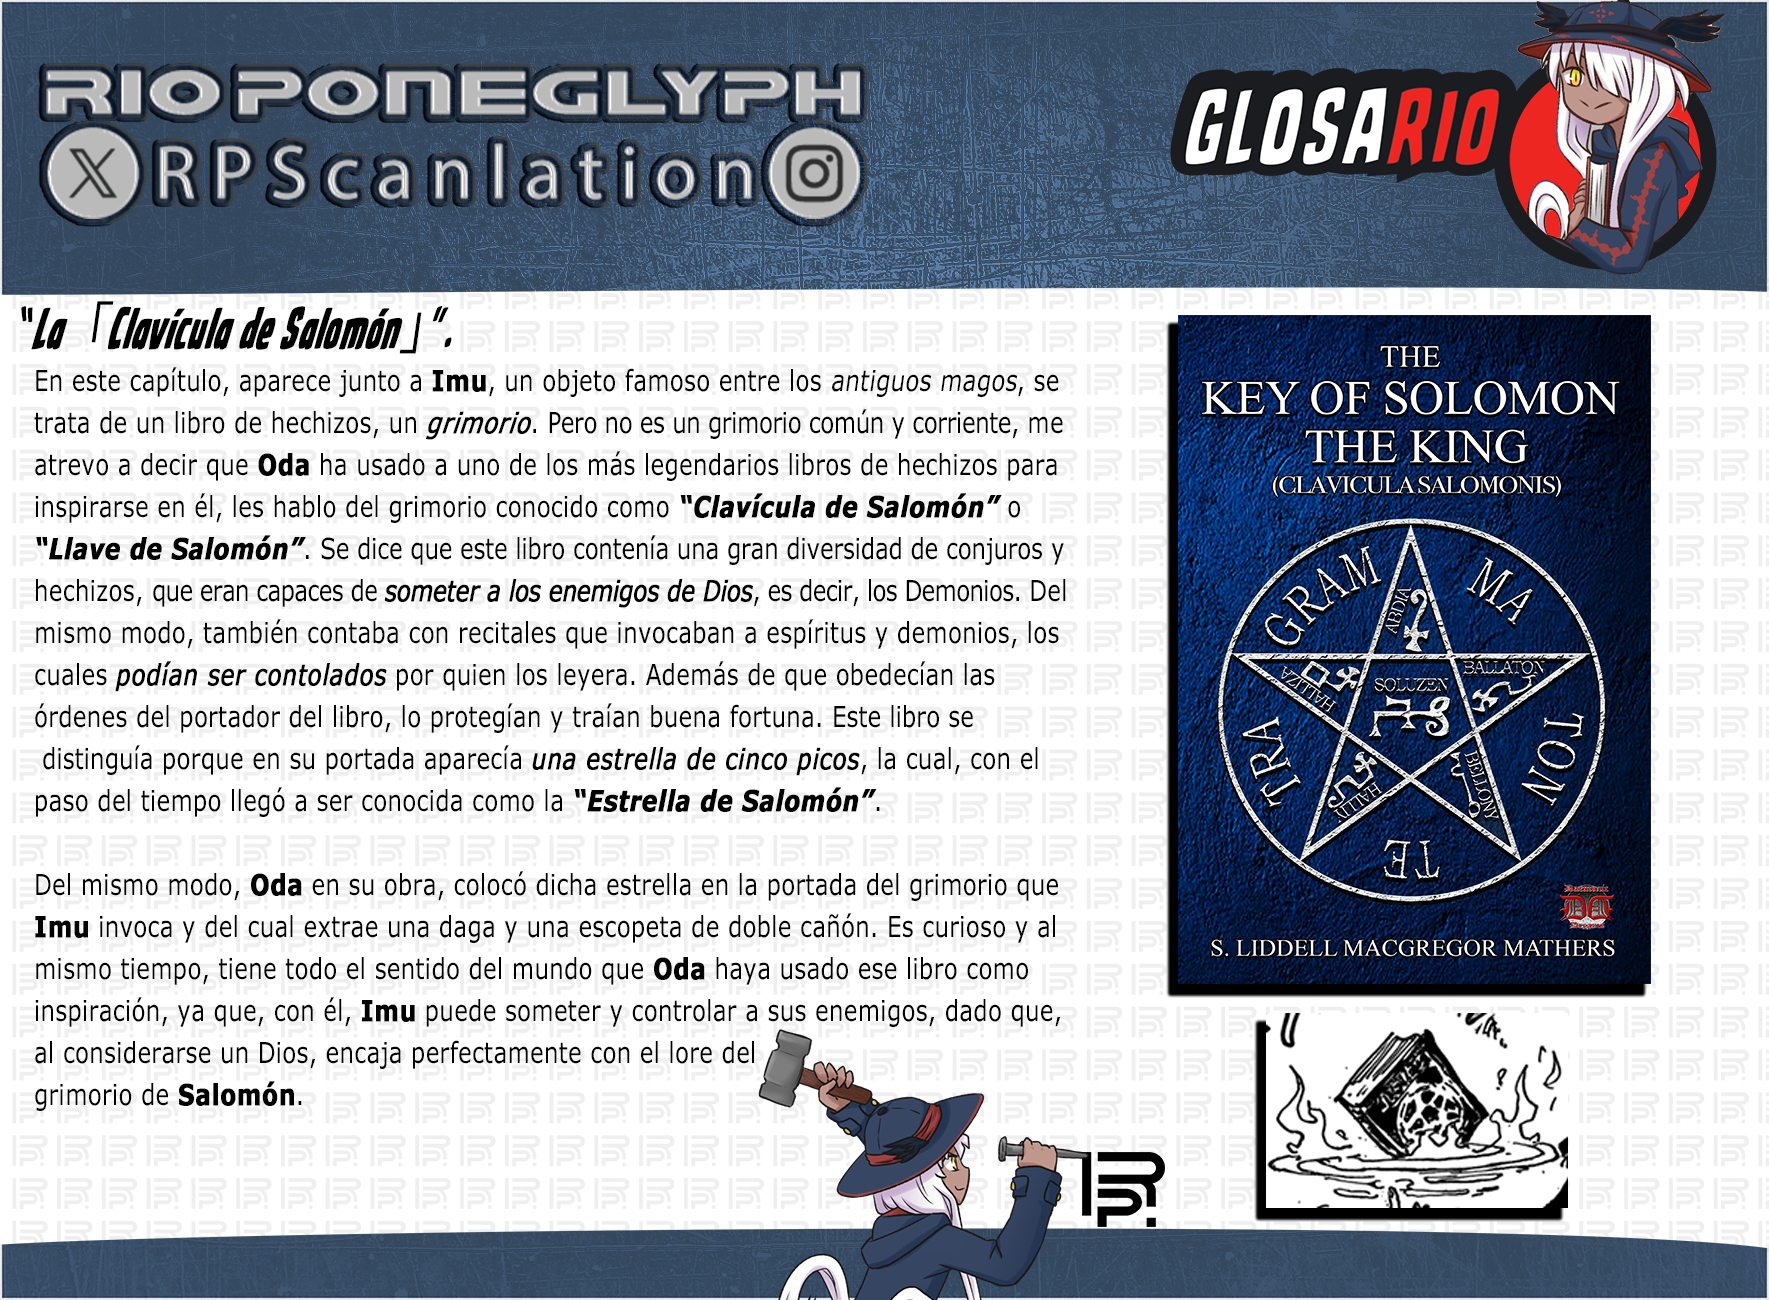 RIO PONEGLYPH
RPScanlation
GLOSARIO
“La 「Clavícula de Salomón」”.
En este capítulo, aparece junto a Imu, un objeto famoso entre los antiguos magos, se
trata de un libro de hechizos, un grimorio. Pero no es un grimorio común y corriente, me
atrevo a decir que Oda ha usado a uno de los más legendarios libros de hechizos para
inspirarse en él, les hablo del grimorio conocido como “Clavícula de Salomón” o
“Llave de Salomón”. Se dice que este libro contenía una gran diversidad de conjuros y
hechizos, que eran capaces de someter a los enemigos de Dios, es decir, los Demonios. Del
mismo modo, también contaba con recitales que invocaban a espíritus y demonios, los
cuales podían ser contolados por quien los leyera. Además de que obedecían las
órdenes del portador del libro, lo protegían y traían buena fortuna. Este libro se
distinguía porque en su portada aparecía una estrella de cinco picos, la cual, con el
paso del tiempo llegó a ser conocida como la “Estrella de Salomón”.
Del mismo modo, Oda en su obra, colocó dicha estrella en la portada del grimorio que
Imu invoca y del cual extrae una daga y una escopeta de doble cañón. Es curioso y al
mismo tiempo, tiene todo el sentido del mundo que Oda haya usado ese libro como
inspiración, ya que, con él, Imu puede someter y controlar a sus enemigos, dado que,
al considerarse un Dios, encaja perfectamente con el lore del
grimorio de Salomón.
THE
KEY OF SOLOMON
THE KING
(CLAVICULA SALOMONIS)
TE TRA GRAM MA TON
ABDIA
BALLATON
SOLUZEN
HALLIZA
BELLONY
HALLIY
S. LIDDELL MACGREGOR MATHERS